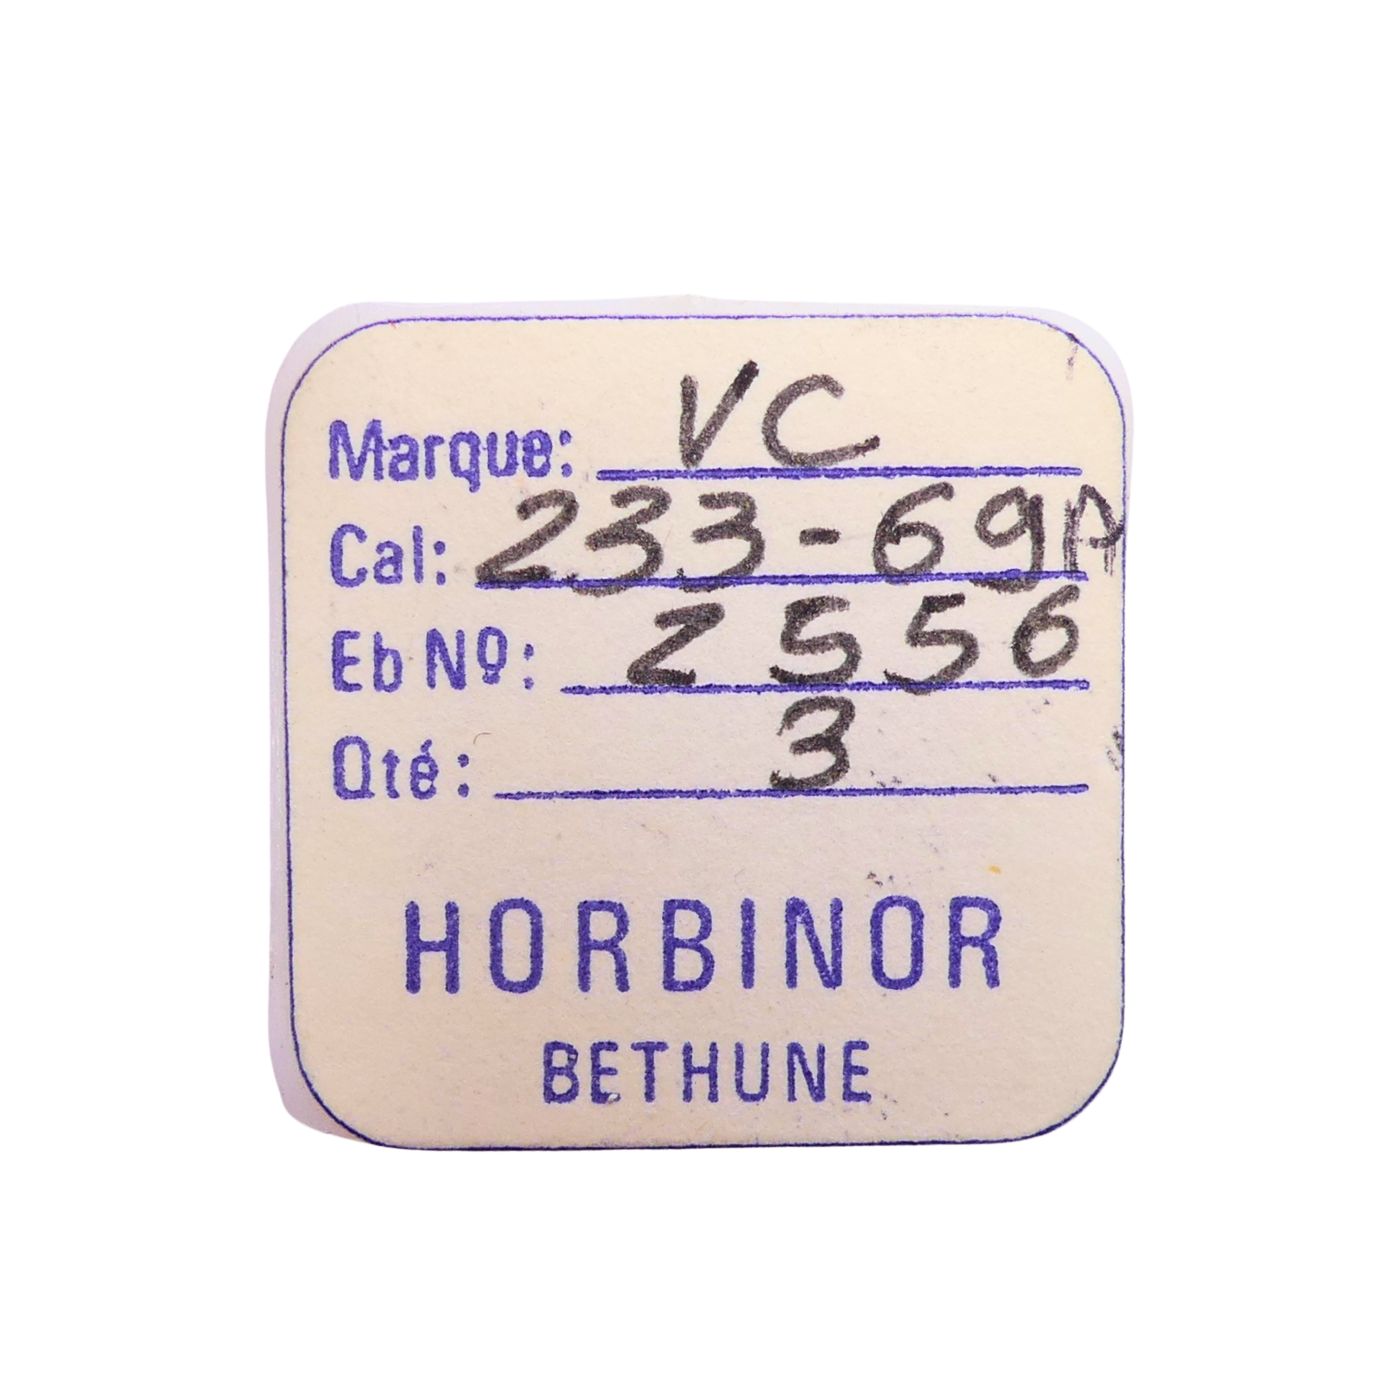 Marque: VC
Cal: 233-69A
Eb Nº: 2556
Qté: 3
HORBINOR
BETHUNE